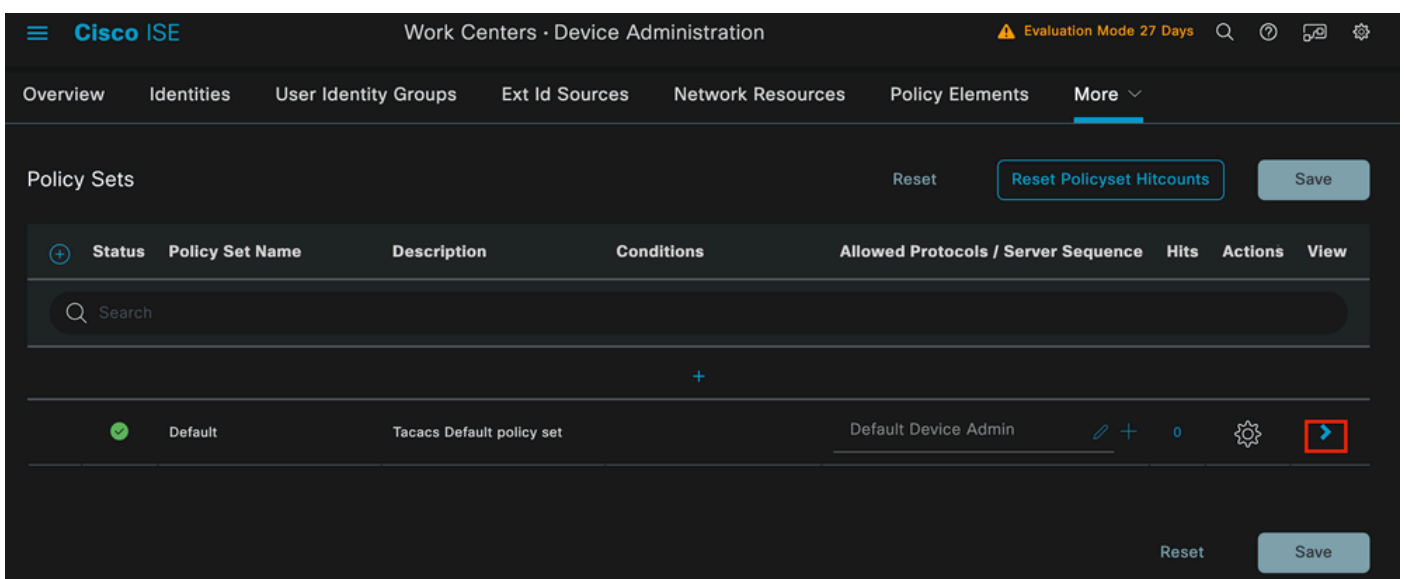 Cisco ISE Work Centers · Device Administration Evaluation Mode 27 Days
Overview Identities User Identity Groups Ext Id Sources Network Resources Policy Elements More
Policy Sets Reset Reset Policyset Hitcounts Save
Status Policy Set Name Description Conditions Allowed Protocols / Server Sequence Hits Actions View
Search
+
Default Tacacs Default policy set Default Device Admin + 0
Reset Save